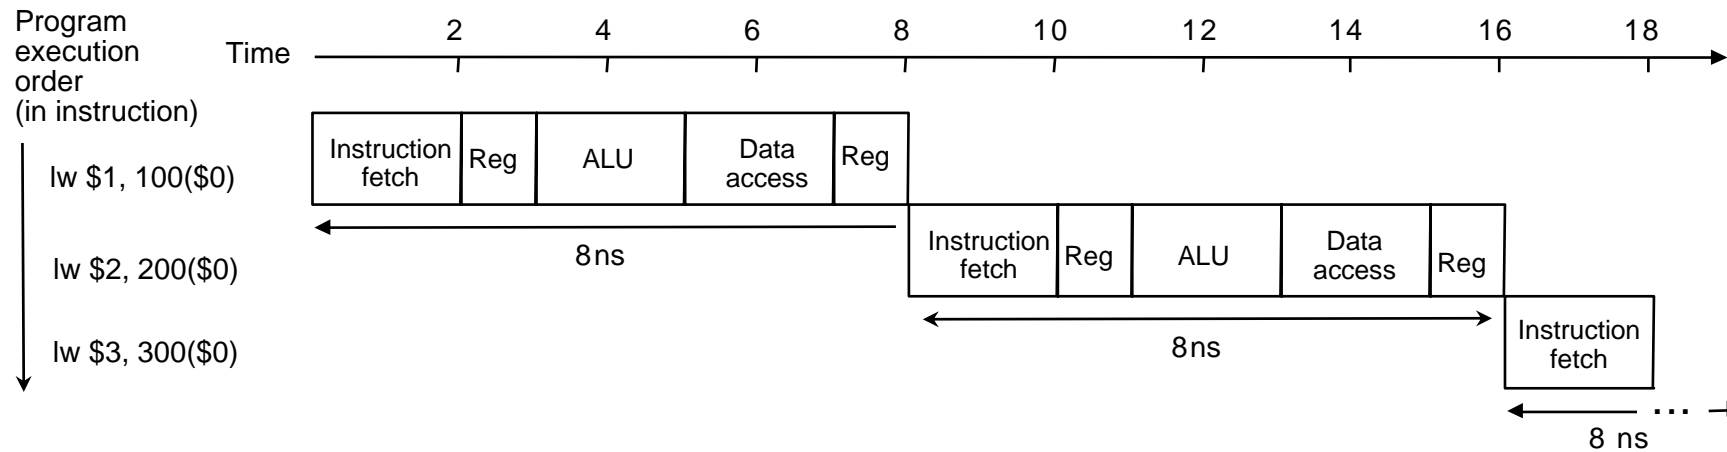 Program
execution
order
(in instruction)
Time
2 4 6 8 10 12 14 16 18
lw $1, 100($0)
Instruction
fetch
Reg
ALU
Data
access
Reg
8ns
lw $2, 200($0)
Instruction
fetch
Reg
ALU
Data
access
Reg
8ns
lw $3, 300($0)
Instruction
fetch
...
8 ns